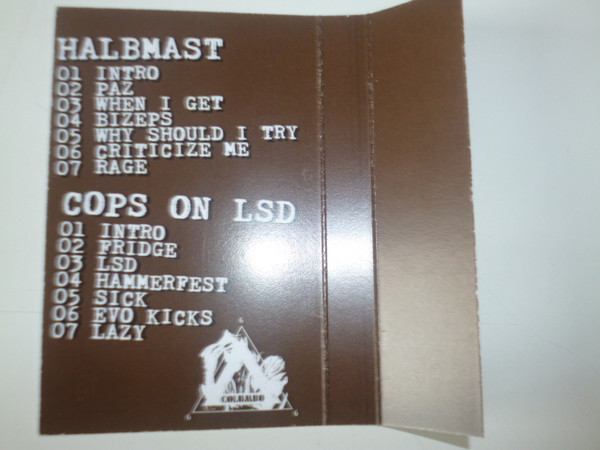 HALBMAST
01 INTRO
02 PAZ
03 WHEN I GET
04 BIZEPS
05 WHY SHOULD I TRY
06 CRITICIZE ME
07 RAGE
COPS ON LSD
01 INTRO
02 FRIDGE
03 LSD
04 HAMMERFEST
05 SICK
06 EVO KICKS
07 LAZY